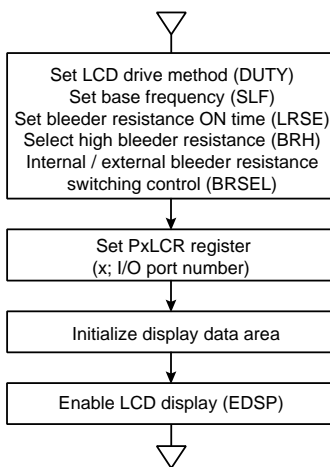 Set LCD drive method (DUTY)
Set base frequency (SLF)
Set bleeder resistance ON time (LRSE)
Select high bleeder resistance (BRH)
Internal / external bleeder resistance
switching control (BRSEL)
Set PxLCR register
(x; I/O port number)
Initialize display data area
Enable LCD display (EDSP)